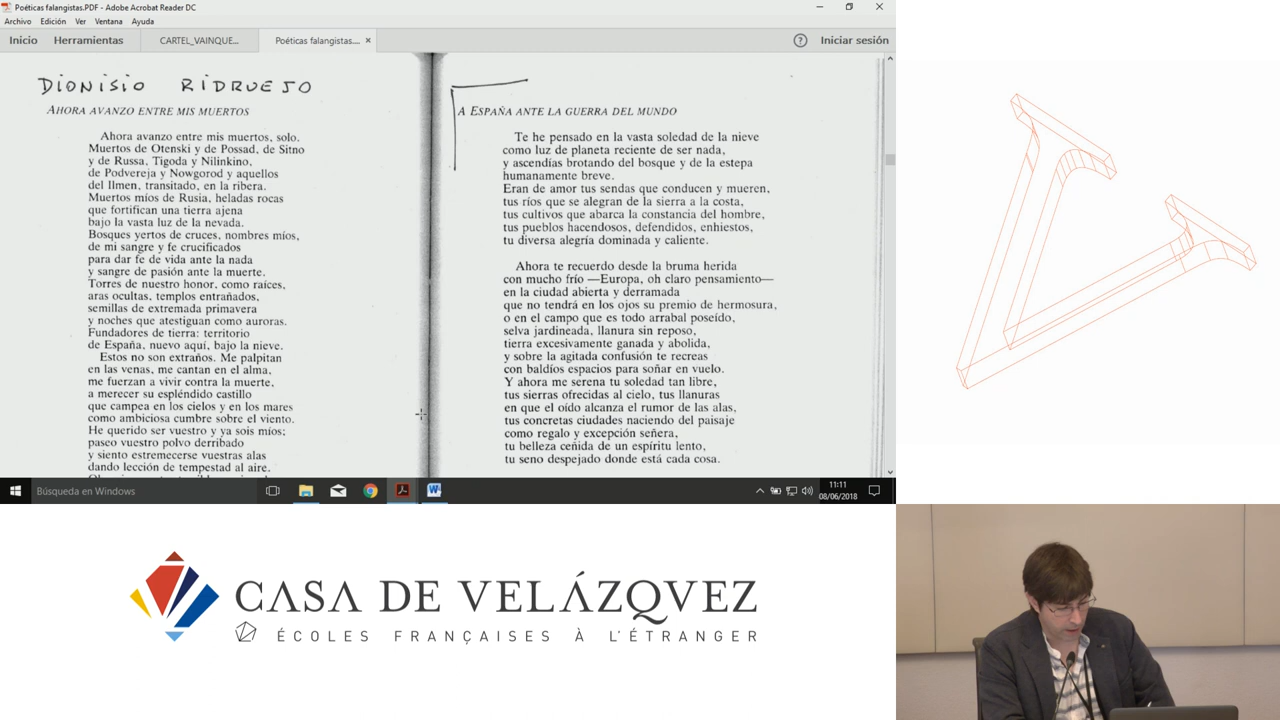 Poéticas falangistas.PDF - Adobe Acrobat Reader DC
Archivo Edición Ver Ventana Ayuda
Inicio Herramientas CARTEL_VAINQUE... Poéticas falangistas.... × ? Iniciar sesión
DIONISIO RIDRUEJO
AHORA AVANZO ENTRE MIS MUERTOS
Ahora avanzo entre mis muertos, solo.
Muertos de Otenski y de Possad, de Sitno
y de Russa, Tigoda y Nilinkino,
de Podvereja y Nowgorod y aquellos
del Ilmen, transitado, en la ribera.
Muertos míos de Rusia, heladas rocas
que fortifican una tierra ajena
bajo la vasta luz de la nevada.
Bosques yertos de cruces, nombres míos,
de mi sangre y fe crucificados
para dar fe de vida ante la nada
y sangre de pasión ante la muerte.
Torres de nuestro honor, como raíces,
aras ocultas, templos entrañados,
semillas de extremada primavera
y noches que atestiguan como auroras.
Fundadores de tierra: territorio
de España, nuevo aquí, bajo la nieve.
Estos no son extraños. Me palpitan
en las venas, me cantan en el alma,
me fuerzan a vivir contra la muerte,
a merecer su espléndido castillo
que campea en los cielos y en los mares
como ambiciosa cumbre sobre el viento.
He querido ser vuestro y ya sois míos;
paseo vuestro polvo derribado
y siento estremecerse vuestras alas
dando lección de tempestad al aire.
A ESPAÑA ANTE LA GUERRA DEL MUNDO
Te he pensado en la vasta soledad de la nieve
como luz de planeta reciente de ser nada,
y ascendías brotando del bosque y de la estepa
humanamente breve.
Eran de amor tus sendas que conducen y mueren,
tus ríos que se alegran de la sierra a la costa,
tus cultivos que abarca la constancia del hombre,
tus pueblos hacendosos, defendidos, enhiestos,
tu diversa alegría dominada y caliente.
Ahora te recuerdo desde la bruma herida
con mucho frío —Europa, oh claro pensamiento—
en la ciudad abierta y derramada
que no tendrá en los ojos su premio de hermosura,
o en el campo que es todo arrabal poseído,
selva jardineada, llanura sin reposo,
tierra excesivamente ganada y abolida,
y sobre la agitada confusión te recreas
con baldíos espacios para soñar en vuelo.
Y ahora me serena tu soledad tan libre,
tus sierras ofrecidas al cielo, tus llanuras
en que el oído alcanza el rumor de las alas,
tus concretas ciudades naciendo del paisaje
como regalo y excepción señera,
tu belleza ceñida de un espíritu lento,
tu seno despejado donde está cada cosa.
Búsqueda en Windows
11:11
08/06/2018
CASA DE VELÁZQVEZ
ÉCOLES FRANÇAISES À L'ÉTRANGER